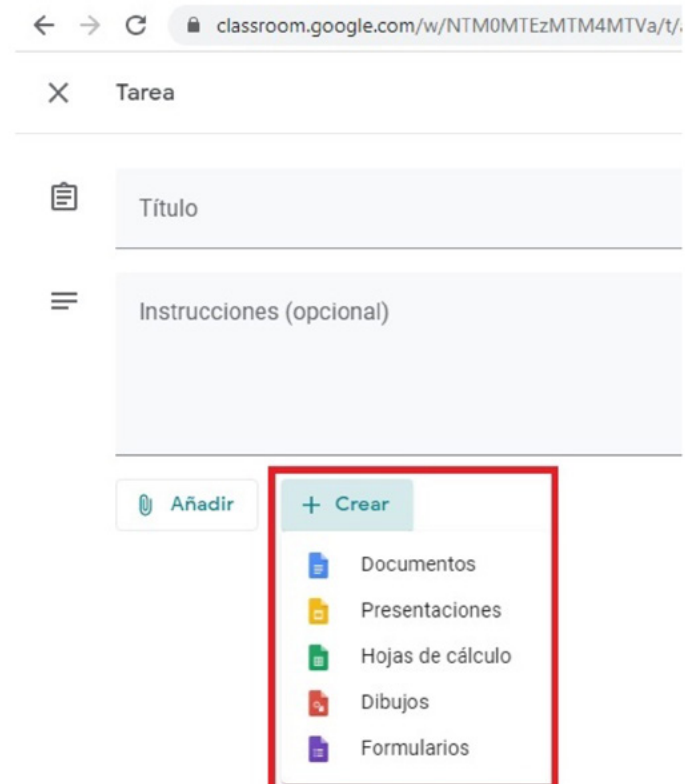 classroom.google.com/w/NTM0MTEzMTM4MTVa/t/
Tarea
Título
Instrucciones (opcional)
Añadir
+ Crear
Documentos
Presentaciones
Hojas de cálculo
Dibujos
Formularios